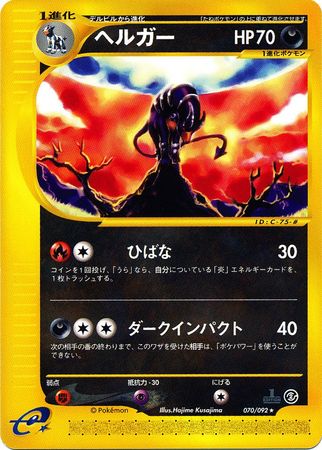 1進化
デルビルから進化
「たねポケモン」の上に重ねて進化させます。
ヘルガー HP70
1進化ポケモン
ID:C-75-#
ひばな 30
コインを1回投げ、「うら」なら、自分についている「炎」エネルギーカードを、
1枚トラッシュする。
ダークインパクト 40
次の相手の番の終わりまで、このワザを受けた相手は、「ポケパワー」を使うことが
できない。
弱点 抵抗力-30 にげる
© Pokémon Illus.Hajime Kusajima
1 EDITION
070/092 ★
e